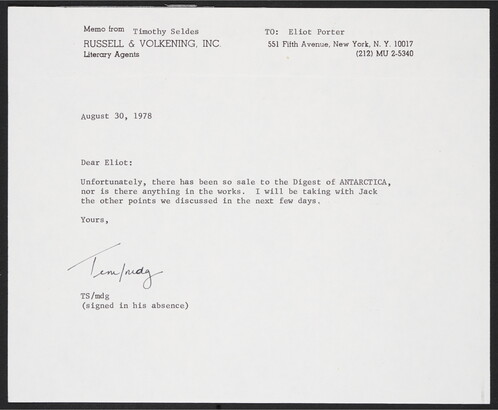 Memo from Timothy Seldes TO: Eliot Porter
RUSSELL & VOLKENING, INC. 551 Fifth Avenue, New York, N. Y. 10017
Literary Agents (212) MU 2-5340
August 30, 1978
Dear Eliot:
Unfortunately, there has been so sale to the Digest of ANTARCTICA,
nor is there anything in the works. I will be taking with Jack
the other points we discussed in the next few days.
Yours,
Tim/mdg
TS/mdg
(signed in his absence)